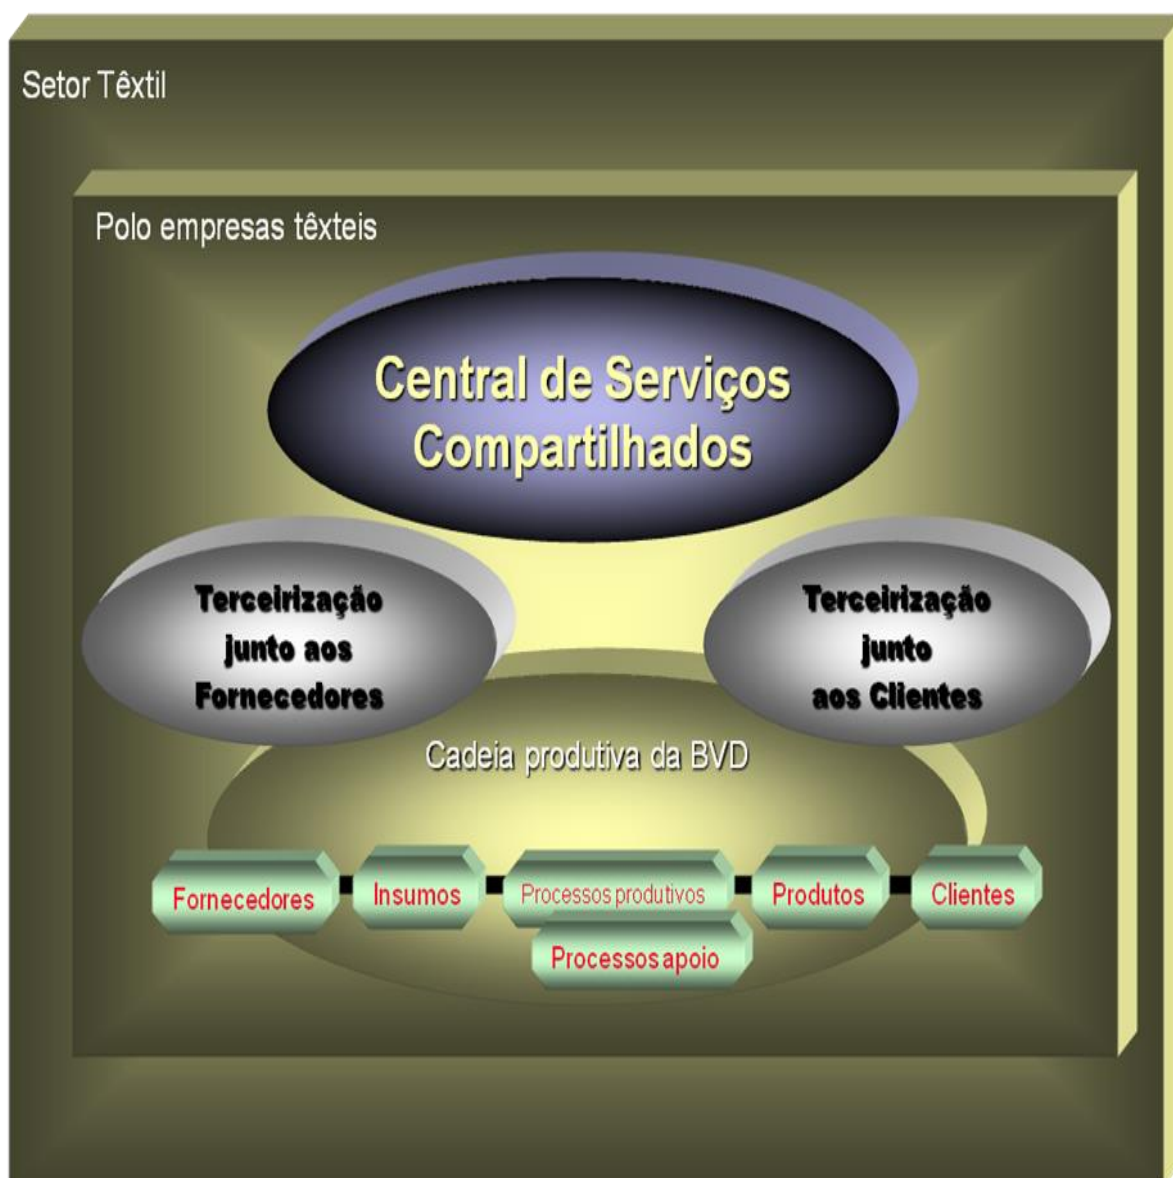 Setor Têxtil
Polo empresas têxteis
Central de Serviços
Compartilhados
Terceirização
junto aos
Fornecedores
Terceirização
junto
aos Clientes
Cadeia produtiva da BVD
Fornecedores
Insumos
Processos produtivos
Produtos
Clientes
Processos apoio